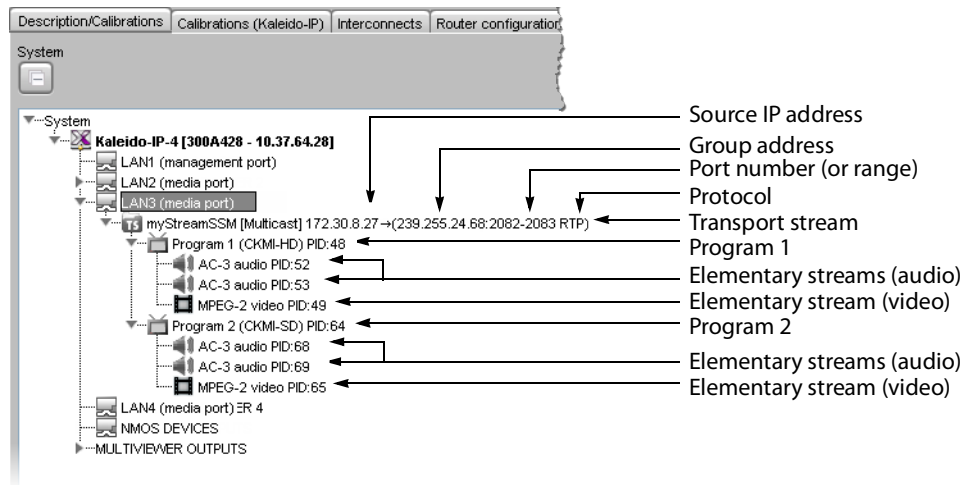 Description/Calibrations Calibrations (Kaleido-IP) Interconnects Router configuration
System
System
Kaleido-IP-4 [300A428 - 10.37.64.28]
LAN1 (management port)
LAN2 (media port)
LAN3 (media port)
TS myStreamSSM [Multicast] 172.30.8.27→(239.255.24.68:2082-2083 RTP)
Program 1 (CKMI-HD) PID:48
AC-3 audio PID:52
AC-3 audio PID:53
MPEG-2 video PID:49
Program 2 (CKMI-SD) PID:64
AC-3 audio PID:68
AC-3 audio PID:69
MPEG-2 video PID:65
LAN4 (media port) ER 4
NMOS DEVICES
MULTIVIEWER OUTPUTS
Source IP address
Group address
Port number (or range)
Protocol
Transport stream
Program 1
Elementary streams (audio)
Elementary stream (video)
Program 2
Elementary streams (audio)
Elementary stream (video)